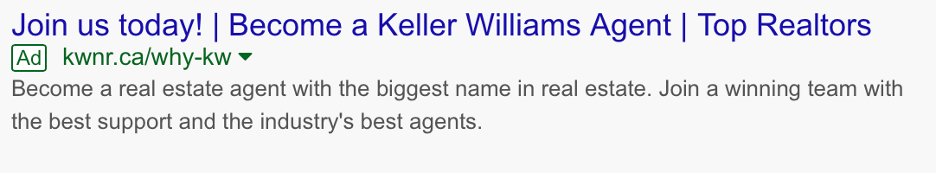 Join us today! | Become a Keller Williams Agent | Top Realtors
Ad kwnr.ca/why-kw
Become a real estate agent with the biggest name in real estate. Join a winning team with
the best support and the industry's best agents.